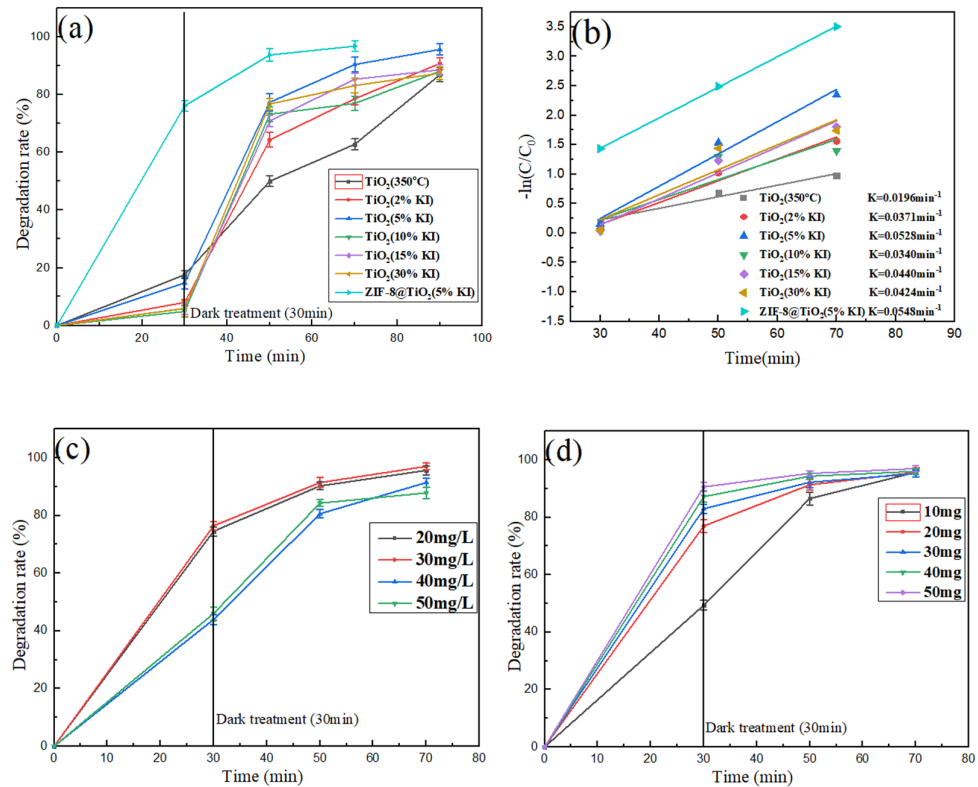 (a)
100
80
60
40
20
0
Degradation rate (%)
TiO2(350°C)
TiO2(2% KI)
TiO2(5% KI)
TiO2(10% KI)
TiO2(15% KI)
TiO2(30% KI)
ZIF-8@TiO2(5% KI)
Dark treatment (30min)
0 20 40 60 80 100
Time (min)
(b)
3.5
3.0
2.5
2.0
1.5
1.0
0.5
0.0
-0.5
-1.0
-1.5
-ln(C/C0)
TiO2(350°C) K=0.0196min-1
TiO2(2% KI) K=0.0371min-1
TiO2(5% KI) K=0.0528min-1
TiO2(10% KI) K=0.0340min-1
TiO2(15% KI) K=0.0440min-1
TiO2(30% KI) K=0.0424min-1
ZIF-8@TiO2(5% KI) K=0.0548min-1
30 40 50 60 70 80 90
Time(min)
(c)
100
80
60
40
20
0
Degradation rate (%)
20mg/L
30mg/L
40mg/L
50mg/L
Dark treatment (30min)
0 10 20 30 40 50 60 70 80
Time (min)
(d)
100
80
60
40
20
0
Degradation rate (%)
10mg
20mg
30mg
40mg
50mg
Dark treatment (30min)
0 10 20 30 40 50 60 70 80
Time (min)